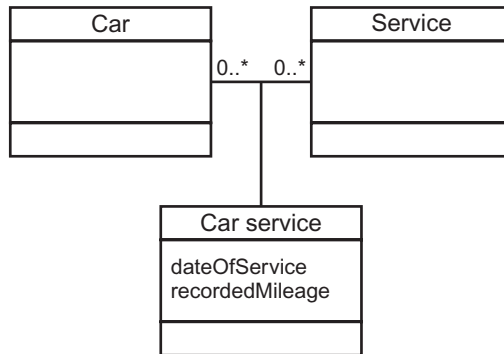 Car
Service
0..* 0..*
Car service
dateOfService
recordedMileage